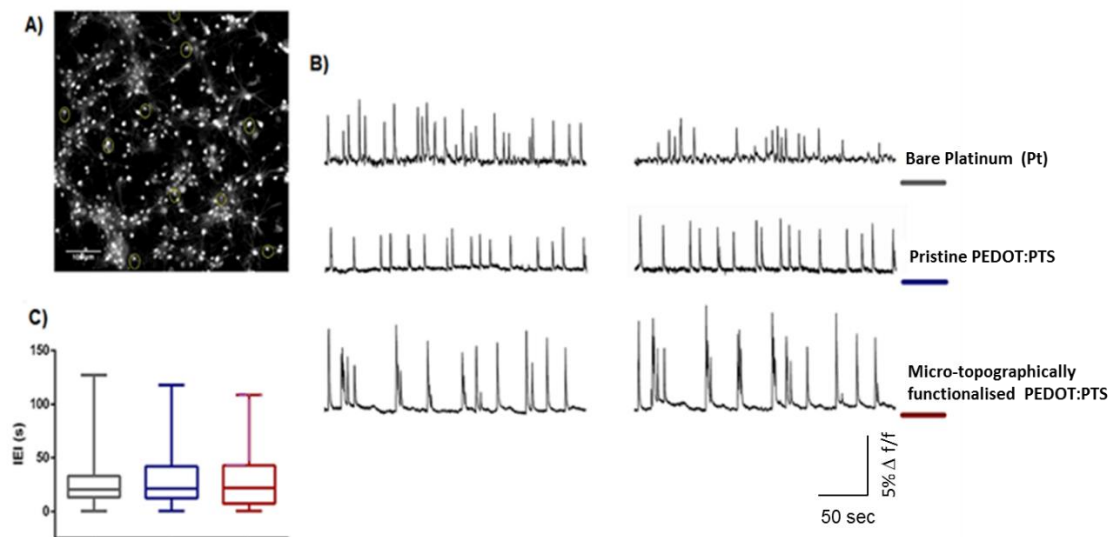 A)
B)
Bare Platinum (Pt)
Pristine PEDOT:PTS
C)
150
100
50
0
IEI (s)
Micro-topographically
functionalised PEDOT:PTS
5% Δ f/f
50 sec